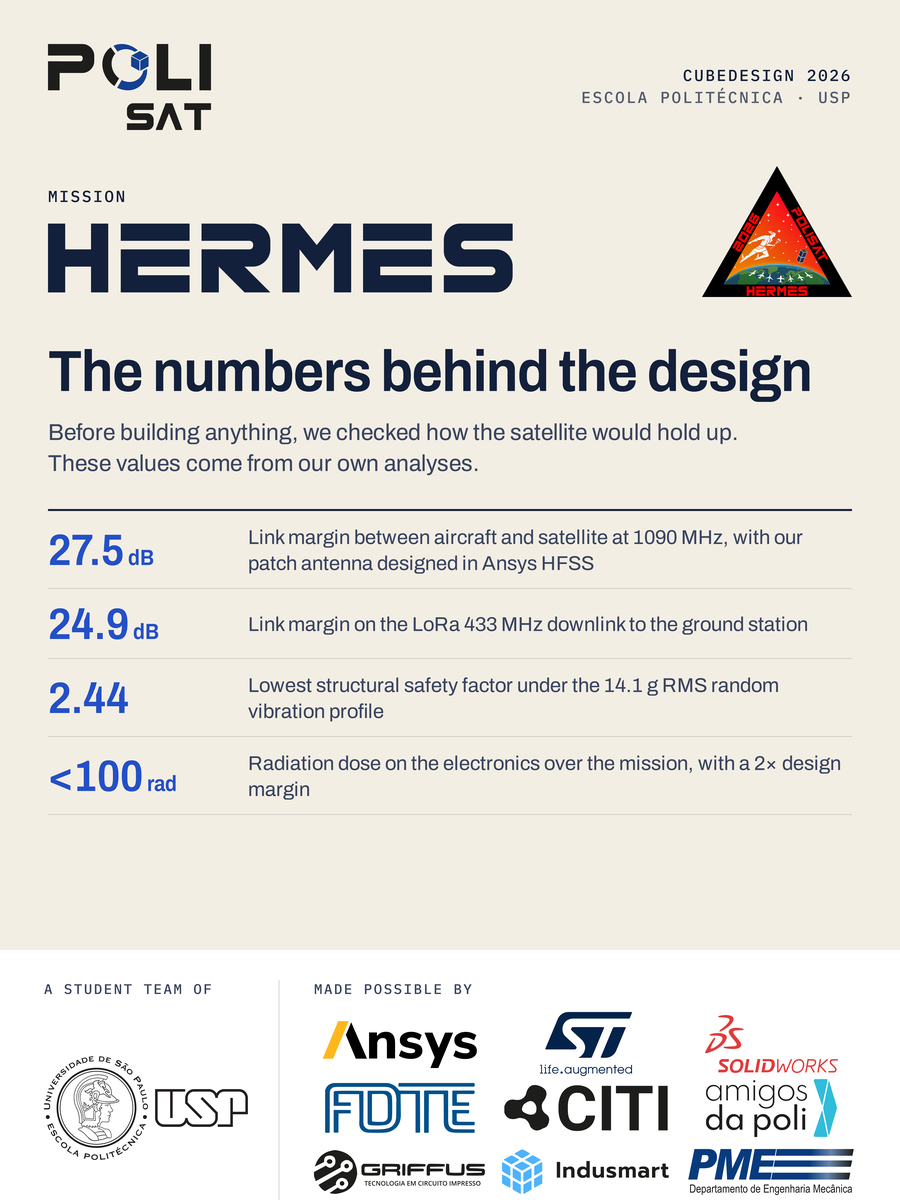 POLI
SAT
CUBEDESIGN 2026
ESCOLA POLITÉCNICA · USP
MISSION
HERMES
2026
POLISAT
HERMES
The numbers behind the design
Before building anything, we checked how the satellite would hold up.
These values come from our own analyses.
27.5 dB
Link margin between aircraft and satellite at 1090 MHz, with our
patch antenna designed in Ansys HFSS
24.9 dB
Link margin on the LoRa 433 MHz downlink to the ground station
2.44
Lowest structural safety factor under the 14.1 g RMS random
vibration profile
<100 rad
Radiation dose on the electronics over the mission, with a 2× design
margin
A STUDENT TEAM OF
UNIVERSIDADE DE SÃO PAULO
ESCOLA POLITÉCNICA
USP
MADE POSSIBLE BY
Ansys
ST
life.augmented
3DS
SOLIDWORKS
FDTE
CITI
amigos
da poli
GRIFFUS
TECNOLOGIA EM CIRCUITO IMPRESSO
Indusmart
PME
Departamento de Engenharia Mecânica